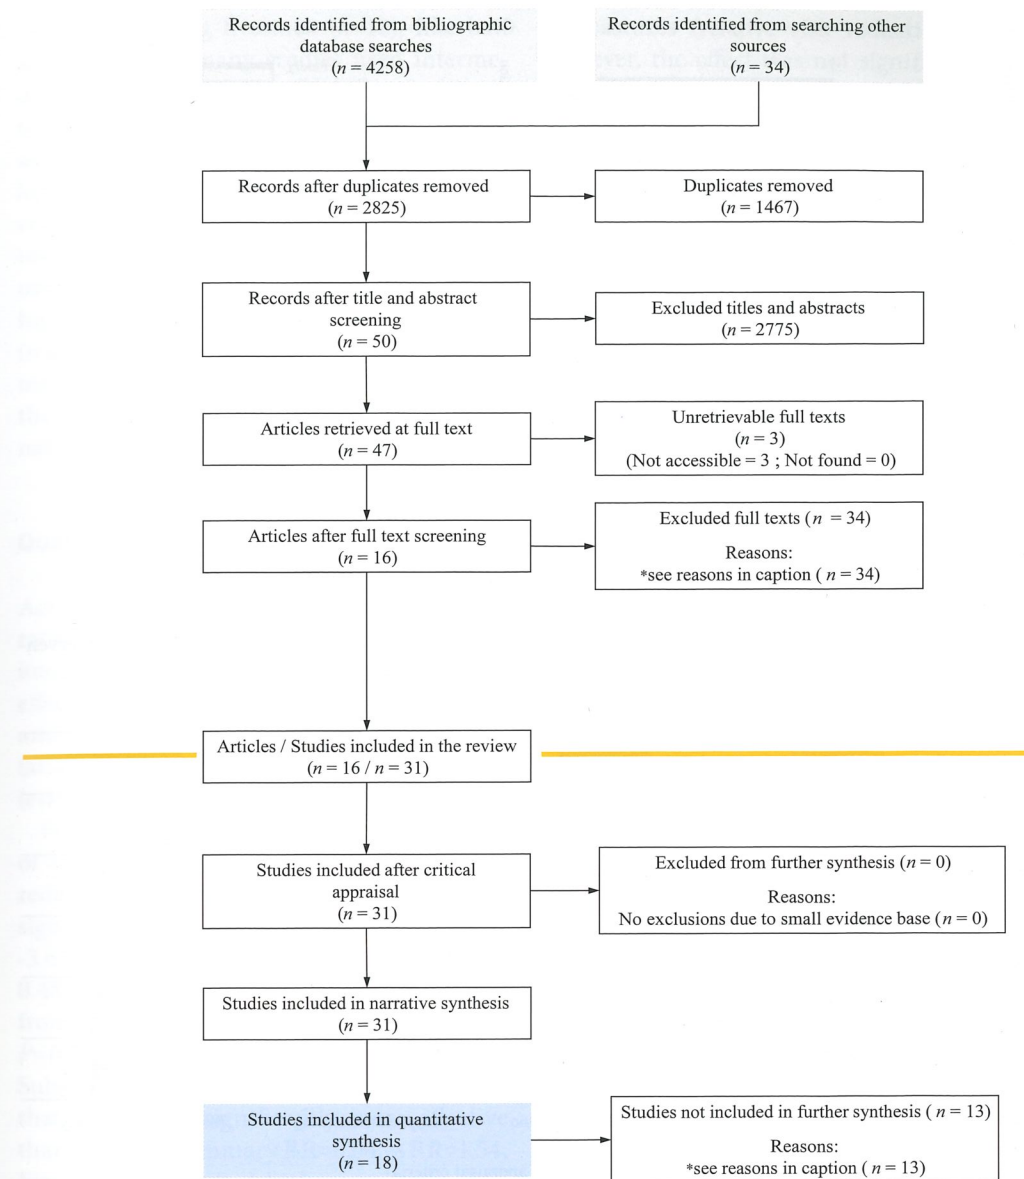 Records identified from bibliographic
database searches
(n = 4258)
Records identified from searching other
sources
(n = 34)
Records after duplicates removed
(n = 2825)
Duplicates removed
(n = 1467)
Records after title and abstract
screening
(n = 50)
Excluded titles and abstracts
(n = 2775)
Articles retrieved at full text
(n = 47)
Unretrievable full texts
(n = 3)
(Not accessible = 3 ; Not found = 0)
Articles after full text screening
(n = 16)
Excluded full texts (n = 34)
Reasons:
*see reasons in caption ( n = 34)
Articles / Studies included in the review
(n = 16 / n = 31)
Studies included after critical
appraisal
(n = 31)
Excluded from further synthesis (n = 0)
Reasons:
No exclusions due to small evidence base (n = 0)
Studies included in narrative synthesis
(n = 31)
Studies included in quantitative
synthesis
(n = 18)
Studies not included in further synthesis ( n = 13)
Reasons:
*see reasons in caption ( n = 13)